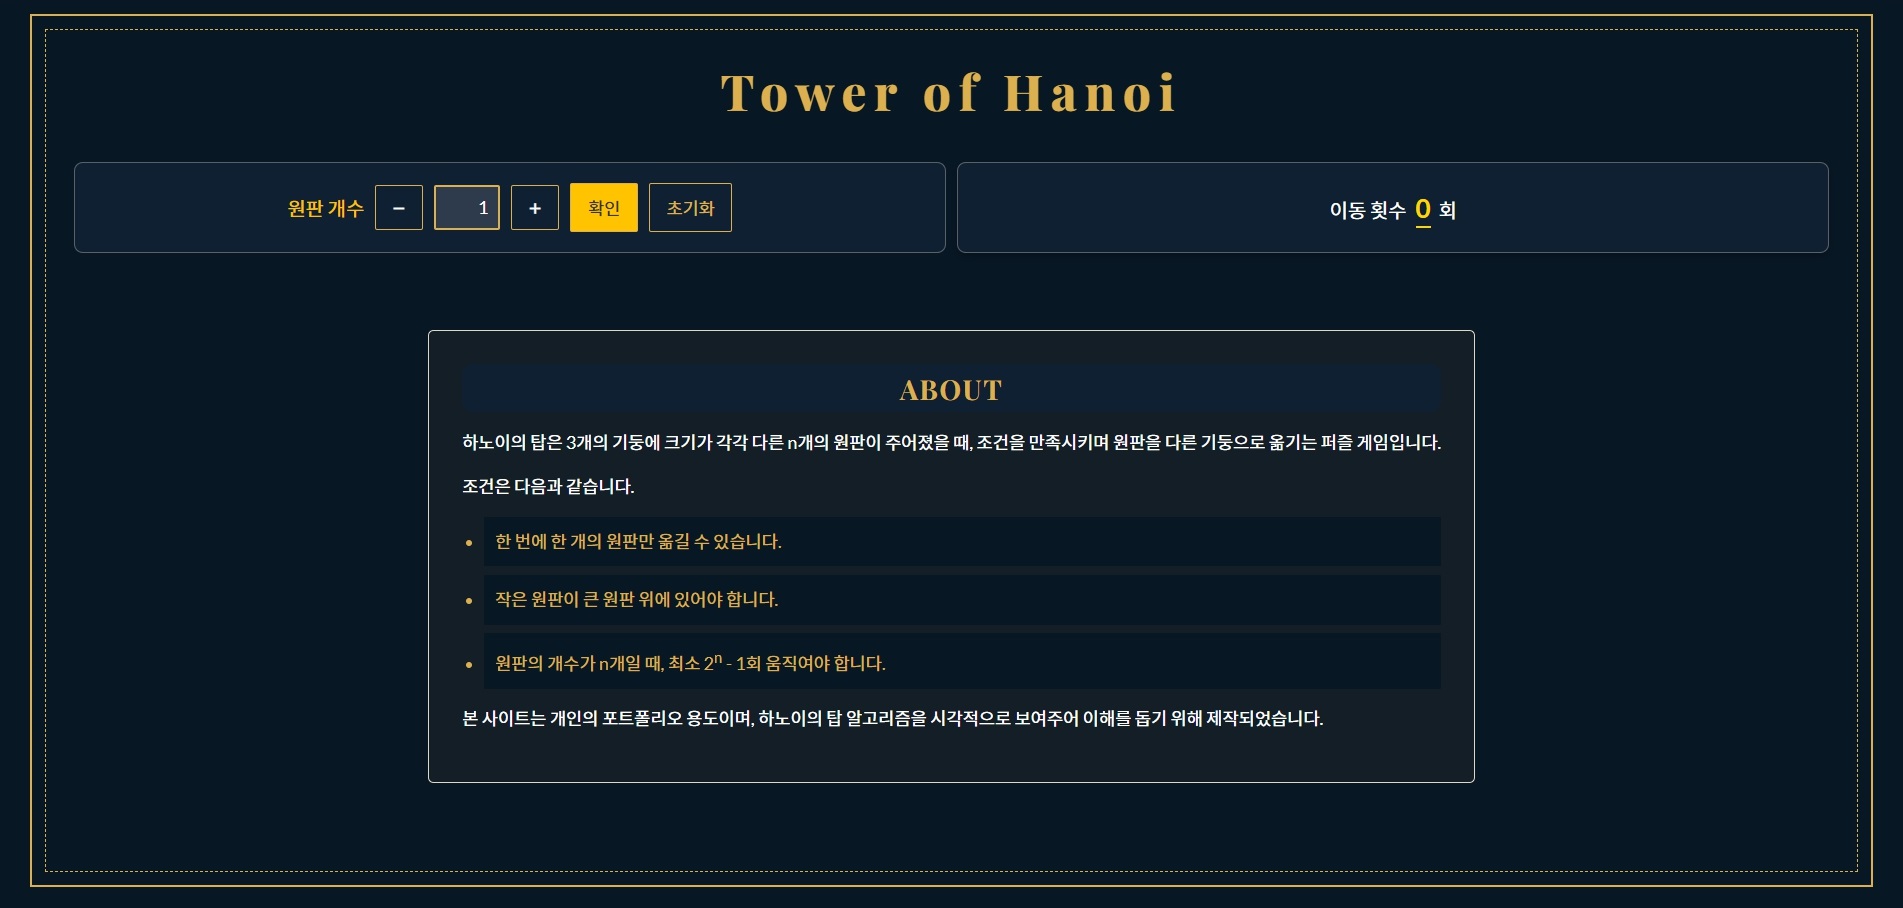 Tower of Hanoi
원판 개수 − 1 + 확인 초기화
이동 횟수 0 회
ABOUT
하노이의 탑은 3개의 기둥에 크기가 각각 다른 n개의 원판이 주어졌을 때, 조건을 만족시키며 원판을 다른 기둥으로 옮기는 퍼즐 게임입니다.
조건은 다음과 같습니다.
• 한 번에 한 개의 원판만 옮길 수 있습니다.
• 작은 원판이 큰 원판 위에 있어야 합니다.
• 원판의 개수가 n개일 때, 최소 2ⁿ - 1회 움직여야 합니다.
본 사이트는 개인의 포트폴리오 용도이며, 하노이의 탑 알고리즘을 시각적으로 보여주어 이해를 돕기 위해 제작되었습니다.